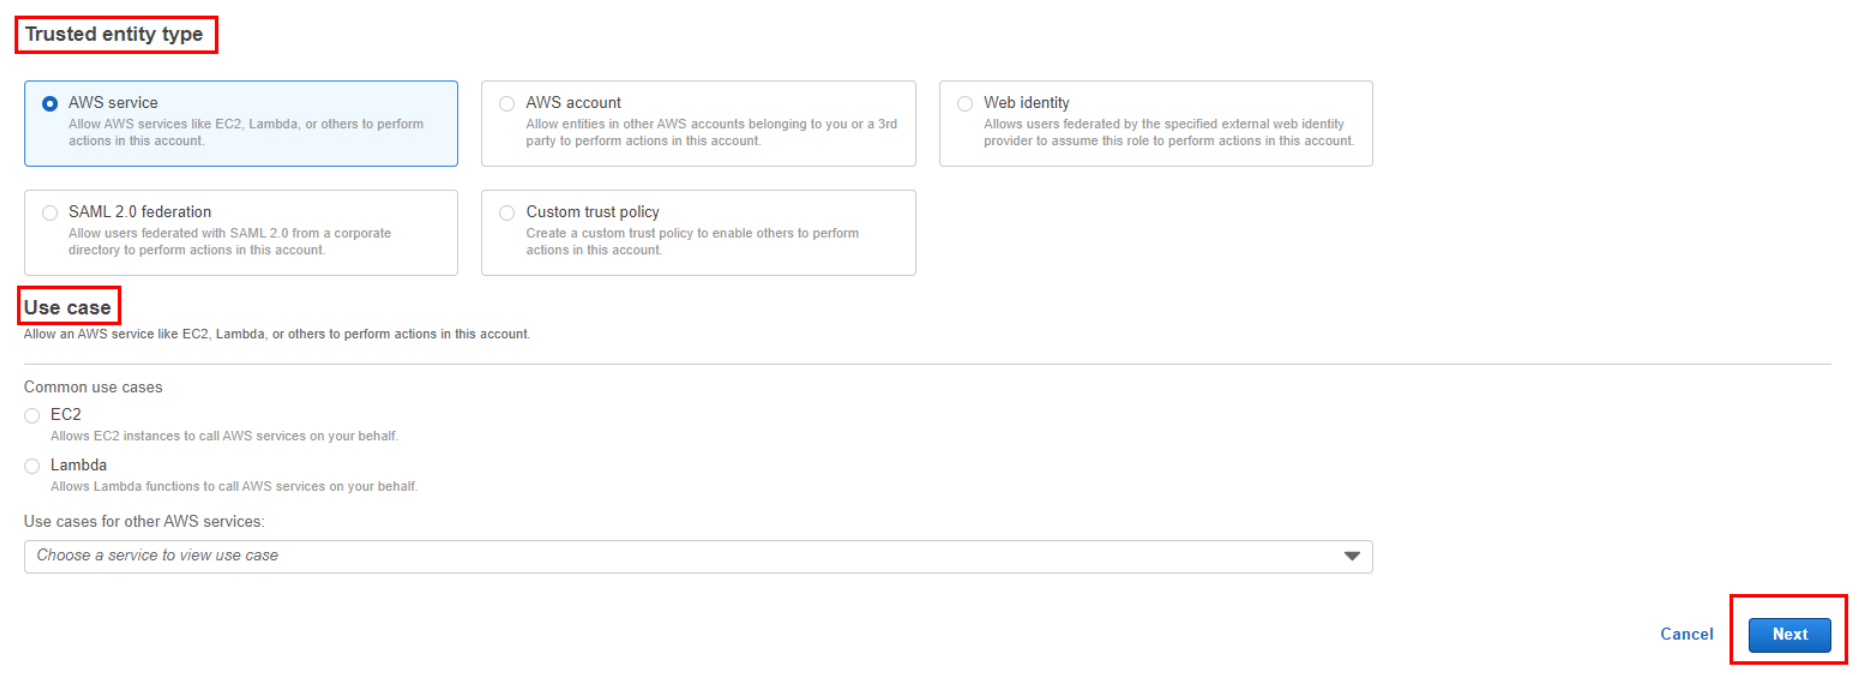 Trusted entity type
AWS service
Allow AWS services like EC2, Lambda, or others to perform
actions in this account.
AWS account
Allow entities in other AWS accounts belonging to you or a 3rd
party to perform actions in this account.
Web identity
Allows users federated by the specified external web identity
provider to assume this role to perform actions in this account.
SAML 2.0 federation
Allow users federated with SAML 2.0 from a corporate
directory to perform actions in this account.
Custom trust policy
Create a custom trust policy to enable others to perform
actions in this account.
Use case
Allow an AWS service like EC2, Lambda, or others to perform actions in this account.
Common use cases
EC2
Allows EC2 instances to call AWS services on your behalf.
Lambda
Allows Lambda functions to call AWS services on your behalf.
Use cases for other AWS services:
Choose a service to view use case
Cancel
Next